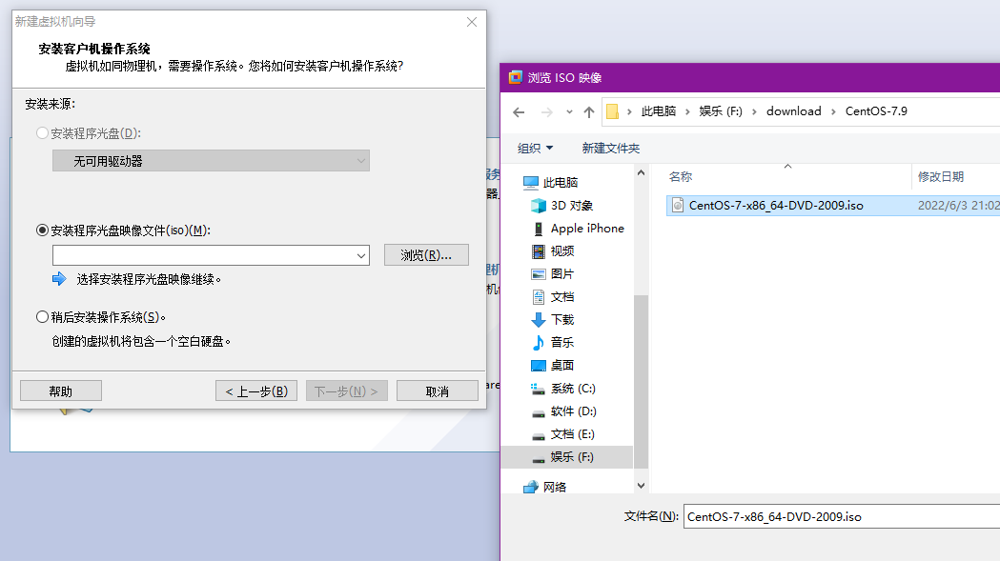 新建虚拟机向导
安装客户机操作系统
虚拟机如同物理机，需要操作系统。您将如何安装客户机操作系统?
安装来源:
安装程序光盘(D):
无可用驱动器
安装程序光盘映像文件(iso)(M):
浏览(R)...
选择安装程序光盘映像继续。
稍后安装操作系统(S)。
创建的虚拟机将包含一个空白硬盘。
帮助
< 上一步(B)
下一步(N) >
取消
浏览 ISO 映像
此电脑 > 娱乐 (F:) > download > CentOS-7.9
组织
新建文件夹
此电脑
3D 对象
Apple iPhone
视频
图片
文档
下载
音乐
桌面
系统 (C:)
软件 (D:)
文档 (E:)
娱乐 (F:)
网络
名称
修改日期
CentOS-7-x86_64-DVD-2009.iso
2022/6/3 21:02
文件名(N):
CentOS-7-x86_64-DVD-2009.iso